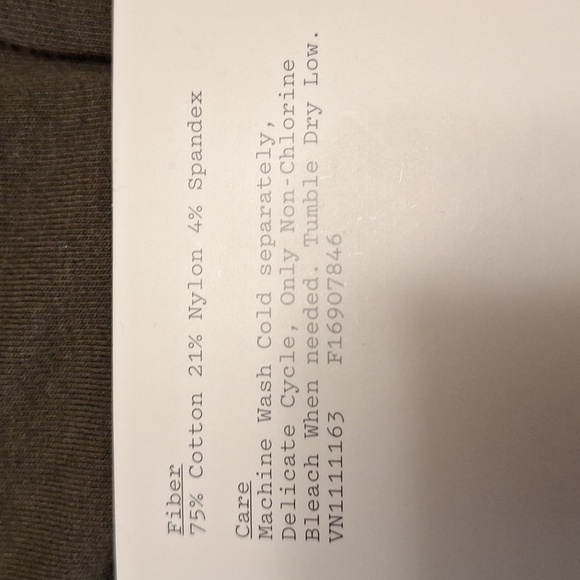 Fiber
75% Cotton 21% Nylon 4% Spandex
Care
Machine Wash Cold separately,
Delicate Cycle, Only Non-Chlorine
Bleach When needed. Tumble Dry Low.
VN1111163 F16907846